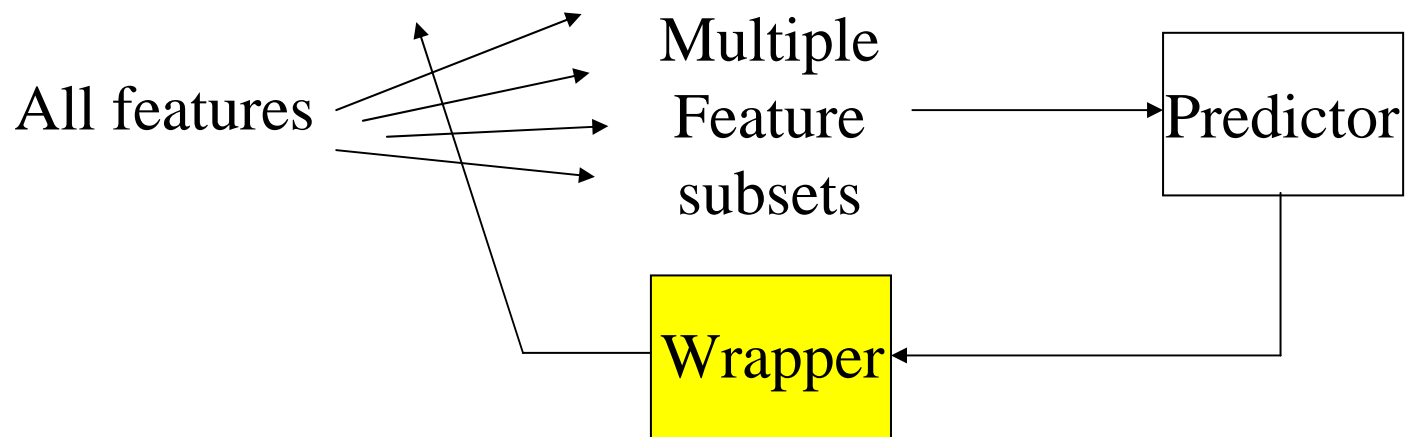 All features
Multiple
Feature
subsets
Predictor
Wrapper